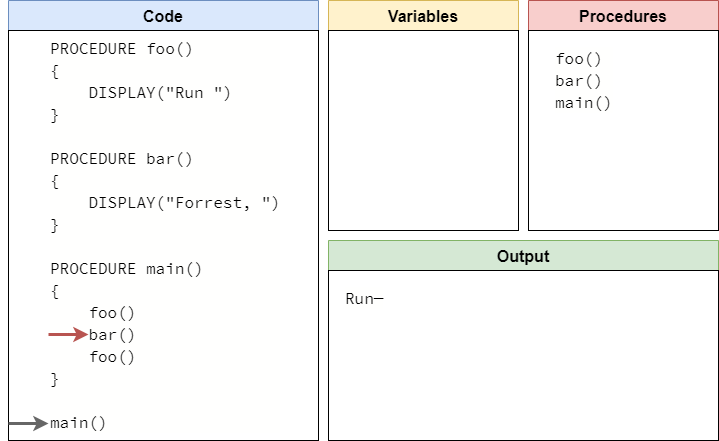 Code
PROCEDURE foo()
{
    DISPLAY("Run ")
}
PROCEDURE bar()
{
    DISPLAY("Forrest, ")
}
PROCEDURE main()
{
    foo()
    bar()
    foo()
}
main()
Variables
Procedures
foo()
bar()
main()
Output
Run—